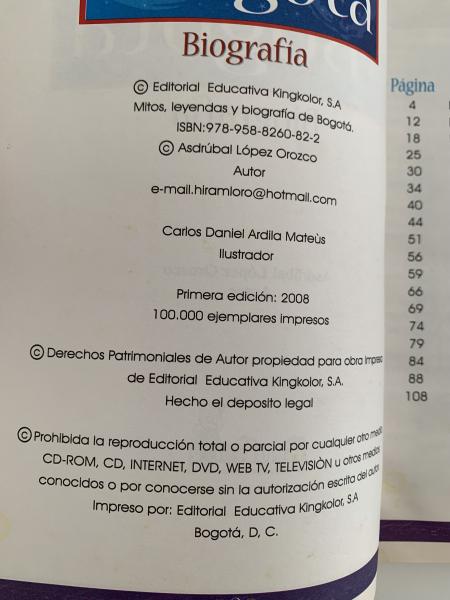 Biografía
© Editorial Educativa Kingkolor, S.A
Mitos, leyendas y biografía de Bogotá.
ISBN:978-958-8260-82-2
© Asdrúbal López Orozco
Autor
e-mail.hiramloro@hotmail.com
Carlos Daniel Ardila Mateùs
Ilustrador
Primera edición: 2008
100.000 ejemplares impresos
© Derechos Patrimoniales de Autor propiedad para obra impresa
de Editorial Educativa Kingkolor, S.A.
Hecho el deposito legal
© Prohibida la reproducción total o parcial por cualquier otro medio
CD-ROM, CD, INTERNET, DVD, WEB TV, TELEVISIÒN u otros medios
conocidos o por conocerse sin la autorización escrita del autor
Impreso por: Editorial Educativa Kingkolor, S.A
Bogotá, D, C.
Página
4
12
18
25
30
34
40
44
51
56
59
66
69
74
79
84
88
108